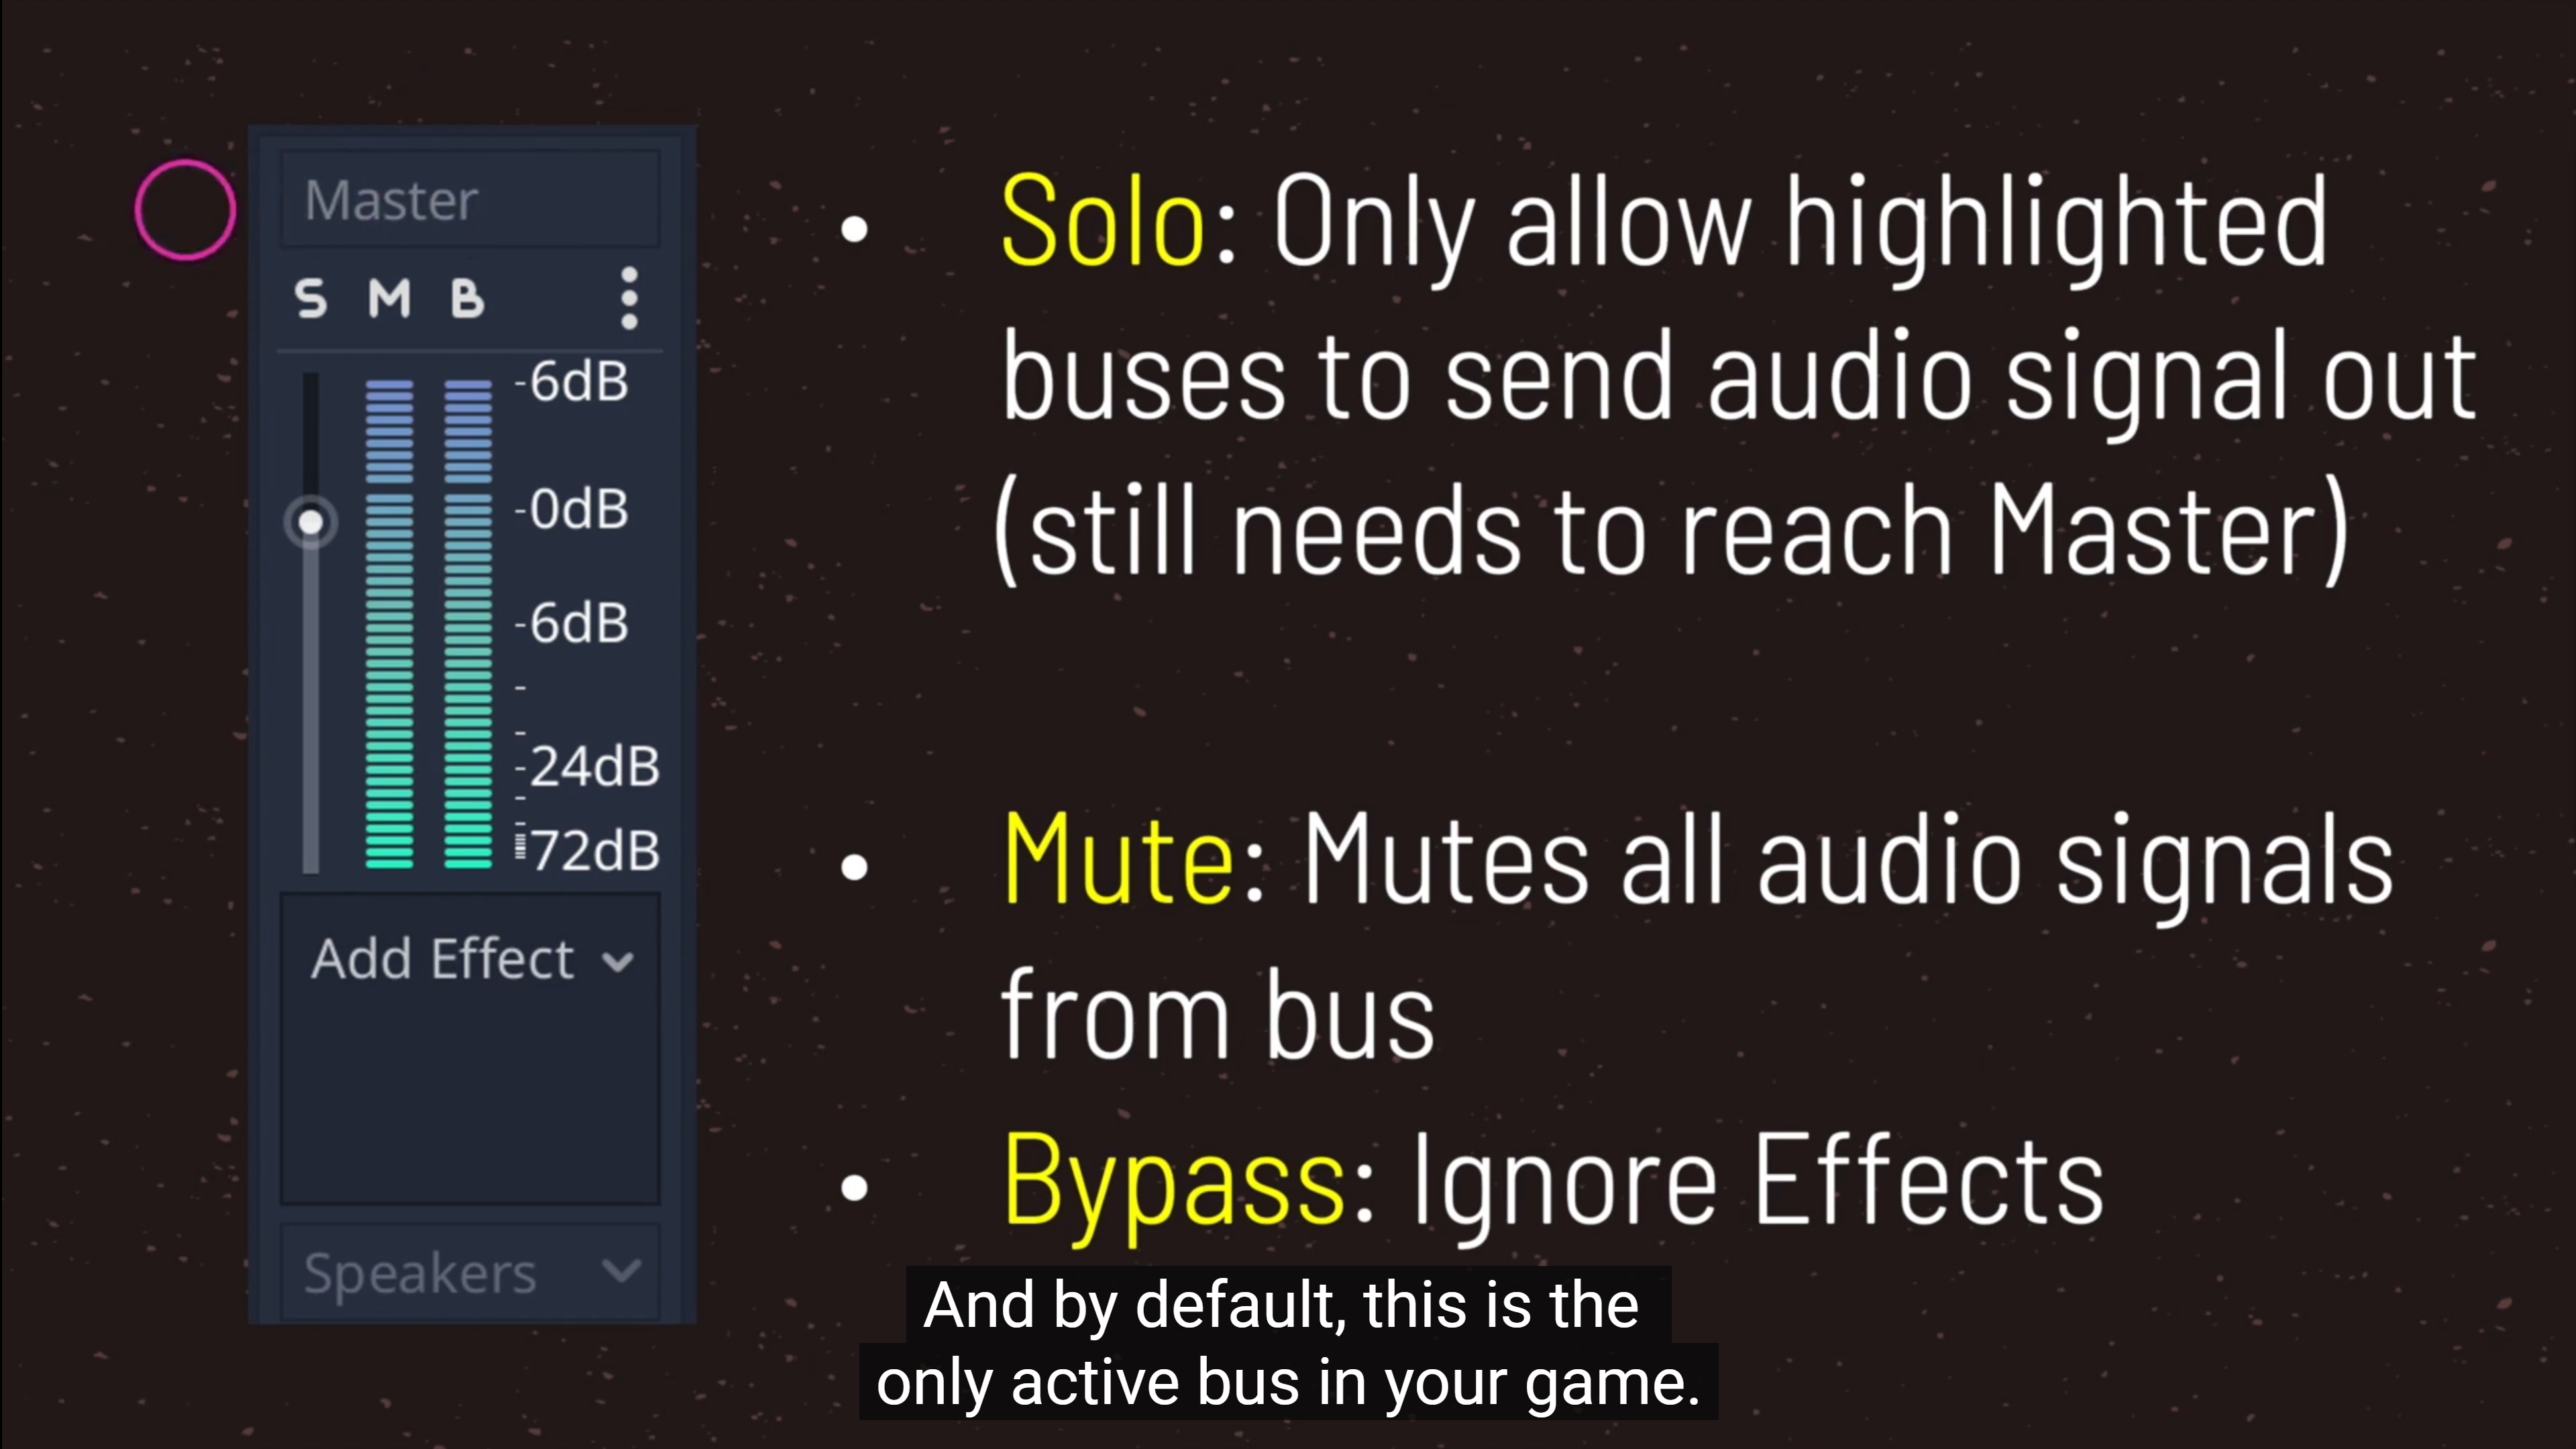 Master
S M B
-6dB
-0dB
-6dB
-
-
-24dB
-
-
72dB
Add Effect
Speakers
• Solo: Only allow highlighted
buses to send audio signal out
(still needs to reach Master)
• Mute: Mutes all audio signals
from bus
• Bypass: Ignore Effects
And by default, this is the
only active bus in your game.